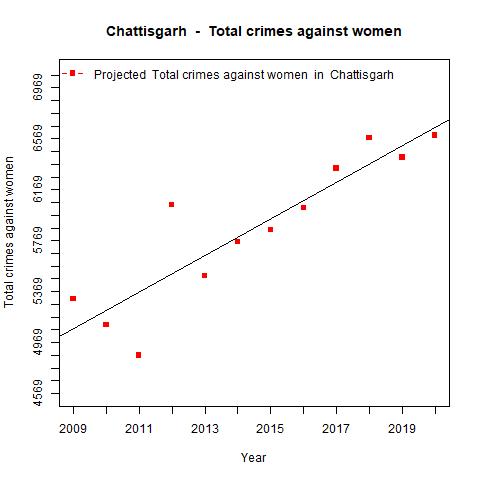 Chattisgarh - Total crimes against women
Projected Total crimes against women in Chattisgarh
Total crimes against women
6969
6569
6169
5769
5369
4969
4569
2009 2011 2013 2015 2017 2019
Year